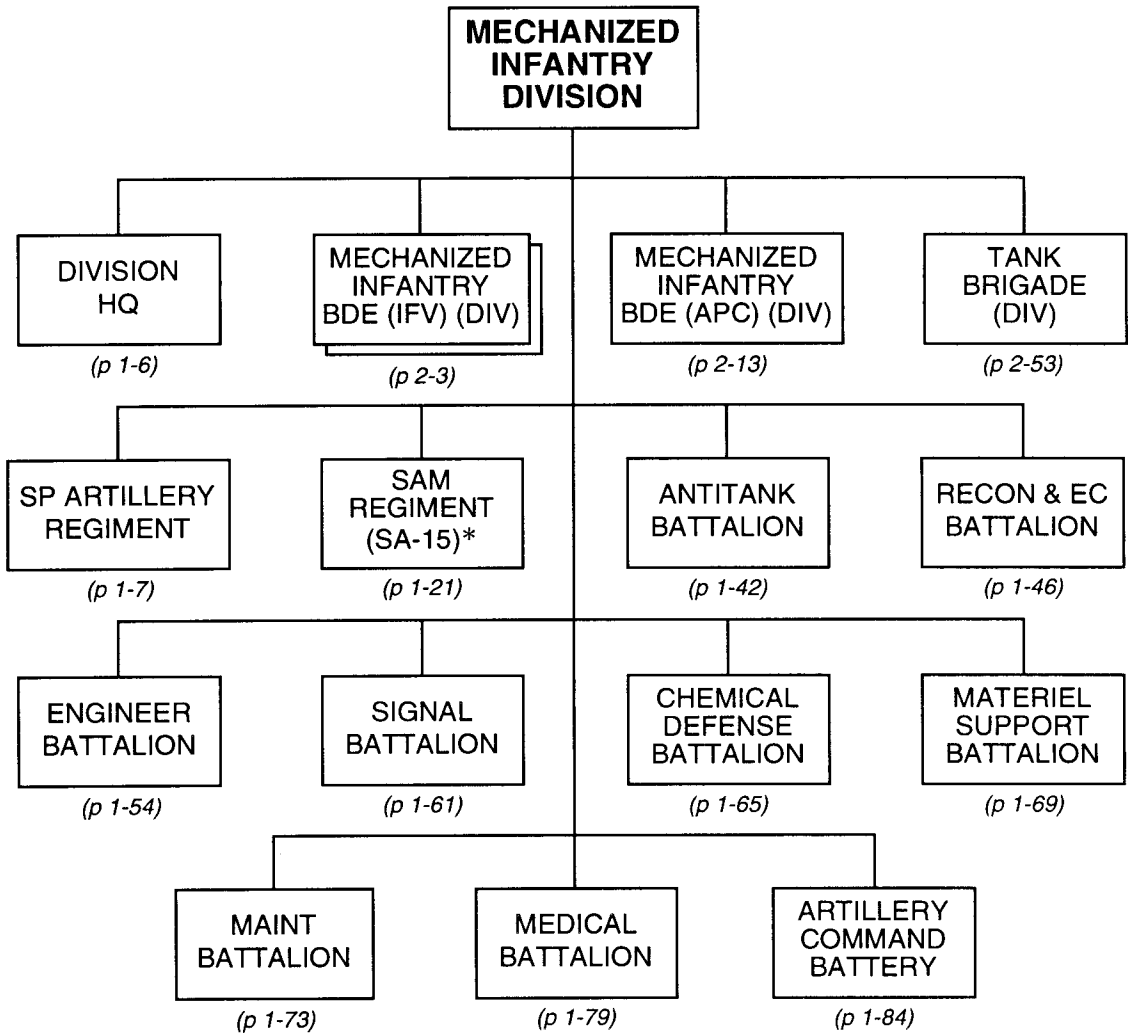 MECHANIZED
INFANTRY
DIVISION
DIVISION
HQ
(p 1-6)
MECHANIZED
INFANTRY
BDE (IFV) (DIV)
(p 2-3)
MECHANIZED
INFANTRY
BDE (APC) (DIV)
(p 2-13)
TANK
BRIGADE
(DIV)
(p 2-53)
SP ARTILLERY
REGIMENT
(p 1-7)
SAM
REGIMENT
(SA-15)*
(p 1-21)
ANTITANK
BATTALION
(p 1-42)
RECON & EC
BATTALION
(p 1-46)
ENGINEER
BATTALION
(p 1-54)
SIGNAL
BATTALION
(p 1-61)
CHEMICAL
DEFENSE
BATTALION
(p 1-65)
MATERIEL
SUPPORT
BATTALION
(p 1-69)
MAINT
BATTALION
(p 1-73)
MEDICAL
BATTALION
(p 1-79)
ARTILLERY
COMMAND
BATTERY
(p 1-84)